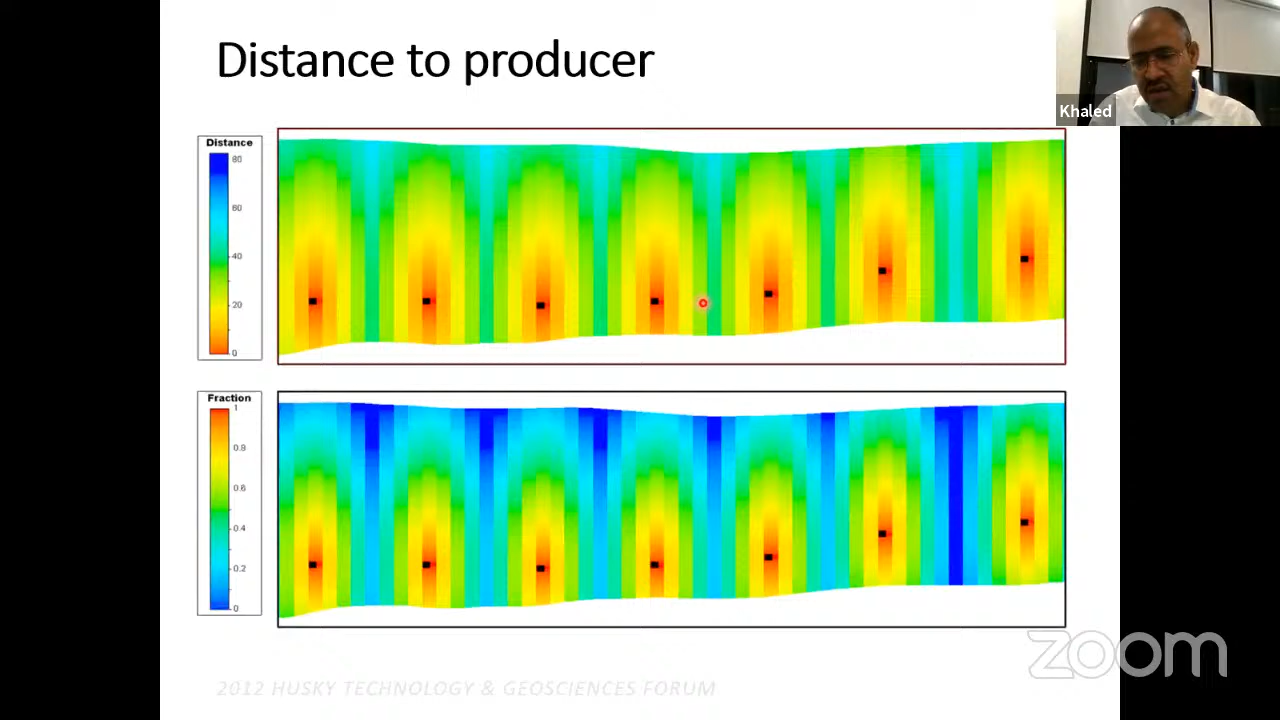 Distance to producer
Khaled
Distance
80
60
40
20
0
Fraction
1
0.8
0.6
0.4
0.2
0
zoom
2012 HUSKY TECHNOLOGY & GEOSCIENCES FORUM